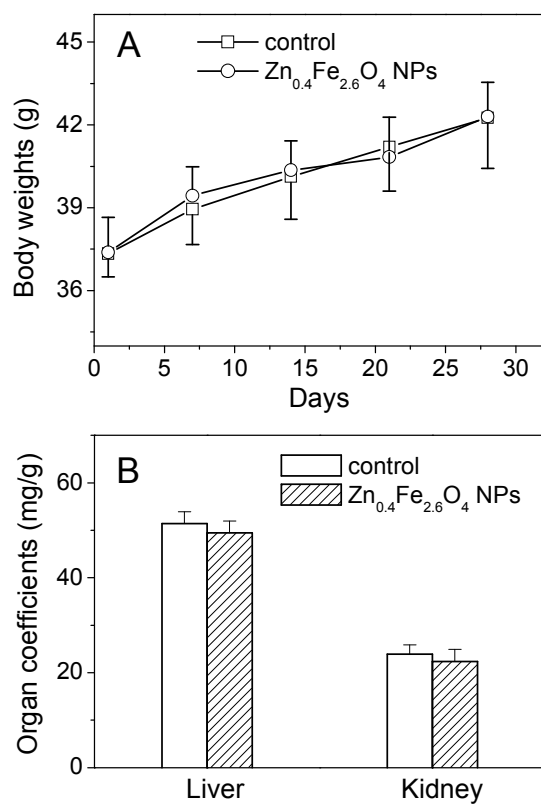 A
control
Zn0.4Fe2.6O4 NPs
45
42
39
36
Body weights (g)
0 5 10 15 20 25 30
Days
B
control
Zn0.4Fe2.6O4 NPs
60
40
20
0
Organ coefficients (mg/g)
Liver Kidney